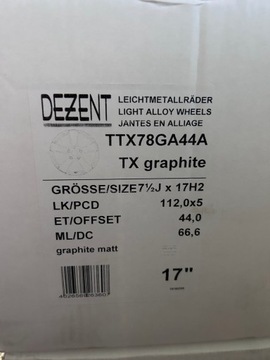 DEZENT
LEICHTMETALLRÄDER
LIGHT ALLOY WHEELS
JANTES EN ALLIAGE
TTX78GA44A
TX graphite
GRÖSSE/SIZE 7½J x 17H2
LK/PCD 112,0x5
ET/OFFSET 44,0
ML/DC 66,6
graphite matt
17"